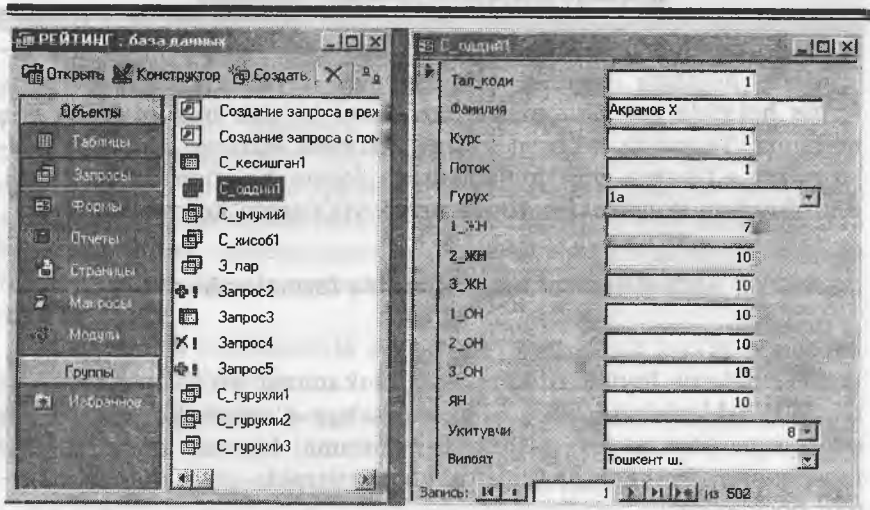 РЕЙТИНГ : база данных
Открыть Конструктор Создать
Объекты
Таблицы
Запросы
Формы
Отчеты
Страницы
Макросы
Модули
Группы
Избранное
Создание запроса в реж
Создание запроса с пом
С_кесишган1
С_оддий1
С_умумий
С_хисоб1
З_пар
Запрос2
Запрос3
Запрос4
Запрос5
С_гурухли1
С_гурухли2
С_гурухли3
С_оддий1
Тал_коди 1
Фамилия Акрамов Х
Курс 1
Поток 1
Гурух 1а
1_ЖН 7
2_ЖН 10
3_ЖН 10
1_ОН 10
2_ОН 10
3_ОН 10
ЯН 10
Укитувчи 8
Вилоят Тошкент ш.
Запись: 1 из 502